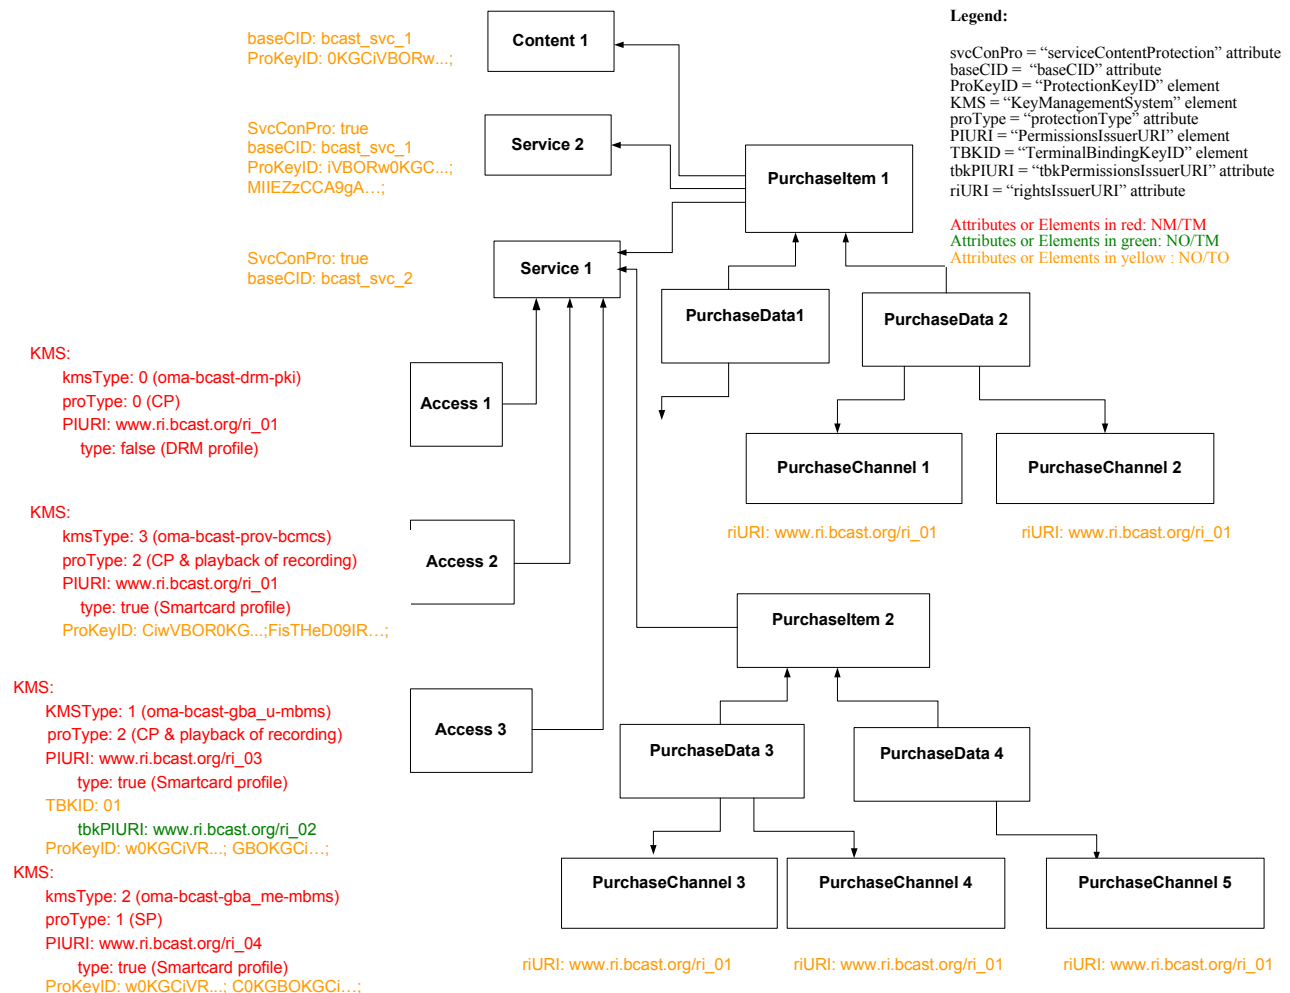 baseCID: bcast_svc_1
ProKeyID: 0KGCiVBORw...;
Content 1
SvcConPro: true
baseCID: bcast_svc_1
ProKeyID: iVBORw0KGC...;
MIIEZzCCA9gA...;
Service 2
PurchaseItem 1
Legend:
svcConPro = “serviceContentProtection” attribute
baseCID = “baseCID” attribute
ProKeyID = “ProtectionKeyID” element
KMS = “KeyManagementSystem” element
proType = “protectionType” attribute
PIURI = “PermissionsIssuerURI” element
TBKID = “TerminalBindingKeyID” element
tbkPIURI = “tbkPermissionsIssuerURI” attribute
riURI = “rightsIssuerURI” attribute
Attributes or Elements in red: NM/TM
Attributes or Elements in green: NO/TM
Attributes or Elements in yellow : NO/TO
SvcConPro: true
baseCID: bcast_svc_2
Service 1
PurchaseData1
PurchaseData 2
KMS:
kmsType: 0 (oma-bcast-drm-pki)
proType: 0 (CP)
PIURI: www.ri.bcast.org/ri_01
type: false (DRM profile)
Access 1
PurchaseChannel 1
PurchaseChannel 2
riURI: www.ri.bcast.org/ri_01
riURI: www.ri.bcast.org/ri_01
KMS:
kmsType: 3 (oma-bcast-prov-bcmcs)
proType: 2 (CP & playback of recording)
PIURI: www.ri.bcast.org/ri_01
type: true (Smartcard profile)
ProKeyID: CiwVBOR0KG...;FisTHeD09IR...;
Access 2
PurchaseItem 2
KMS:
KMSType: 1 (oma-bcast-gba_u-mbms)
proType: 2 (CP & playback of recording)
PIURI: www.ri.bcast.org/ri_03
type: true (Smartcard profile)
TBKID: 01
tbkPIURI: www.ri.bcast.org/ri_02
ProKeyID: w0KGCiVR...; GBOKGCi...;
Access 3
PurchaseData 3
PurchaseData 4
KMS:
kmsType: 2 (oma-bcast-gba_me-mbms)
proType: 1 (SP)
PIURI: www.ri.bcast.org/ri_04
type: true (Smartcard profile)
ProKeyID: w0KGCiVR...; C0KGBOKGCi...;
PurchaseChannel 3
PurchaseChannel 4
PurchaseChannel 5
riURI: www.ri.bcast.org/ri_01
riURI: www.ri.bcast.org/ri_01
riURI: www.ri.bcast.org/ri_01